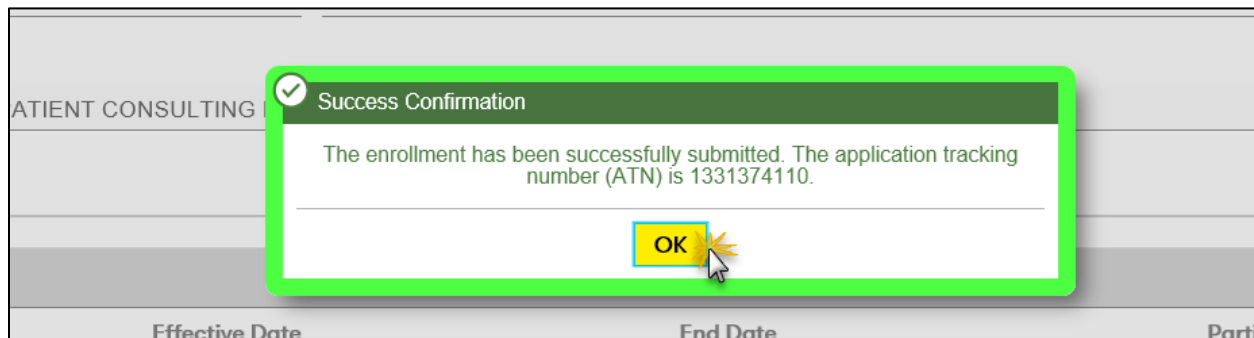 ATIENT CONSULTING
Success Confirmation
The enrollment has been successfully submitted. The application tracking
number (ATN) is 1331374110.
OK
Effective Date End Date Parti